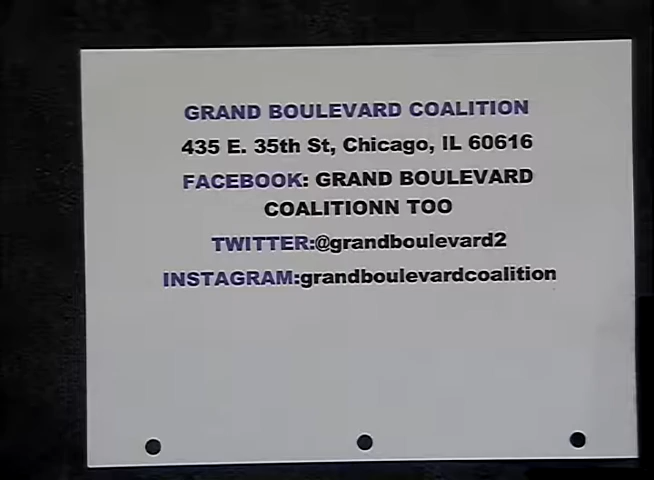 GRAND BOULEVARD COALITION
435 E. 35th St, Chicago, IL 60616
FACEBOOK: GRAND BOULEVARD
COALITIONN TOO
TWITTER:@grandboulevard2
INSTAGRAM:grandboulevardcoalition